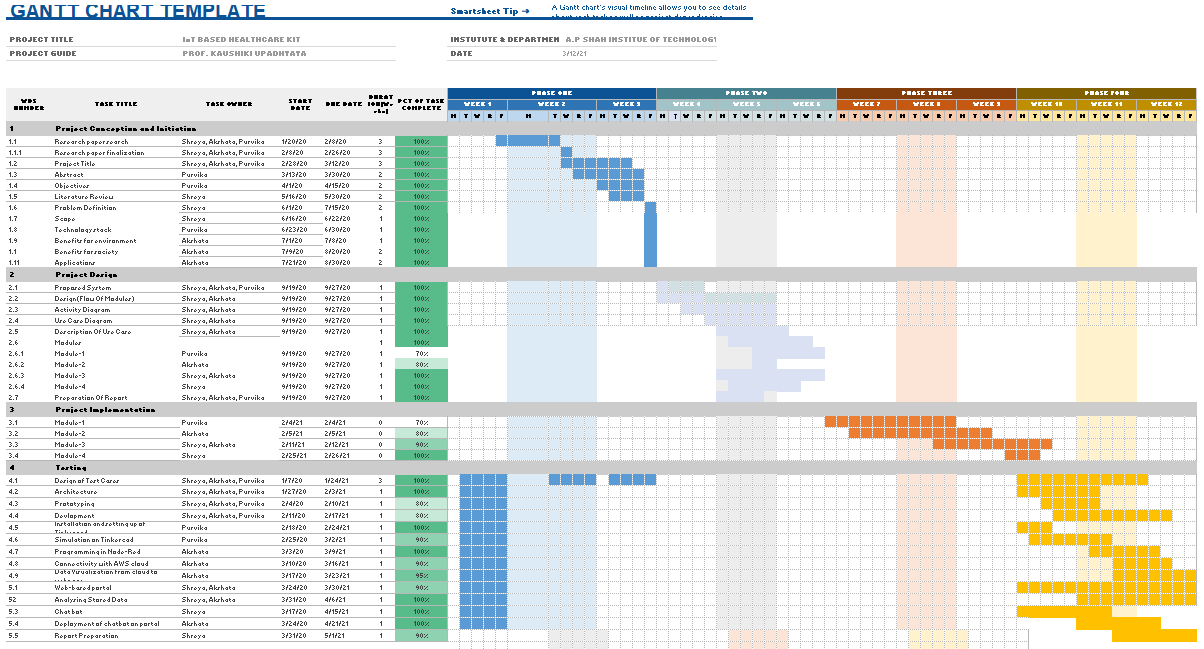 GANTT CHART TEMPLATE
Smartsheet Tip ➔ A Gantt chart's visual timeline allows you to see details
PROJECT TITLE IoT BASED HEALTHCARE KIT INSTUTUTE & DEPARTMEN A.P SHAH INSTITUE OF TECHNOLOGY
PROJECT GUIDE PROF. KAUSHIKI UPADHYAYA DATE 3/12/21
PHASE ONE PHASE TWO PHASE THREE PHASE FOUR
WBS NUMBER TASK TITLE TASK OWNER START DATE DUE DATE PCT OF TASK COMPLETE
WEEK 1 WEEK 2 WEEK 3 WEEK 4 WEEK 5 WEEK 6 WEEK 7 WEEK 8 WEEK 9 WEEK 10 WEEK 11 WEEK 12
M T W R F M T W R F M T W R F M T W R F M T W R F M T W R F M T W R F M T W R F M T W R F M T W R F M T W R F M T W R F
1 Project Conception and Initiation
1.1 Research paper search Shreya, Akshata, Purvika 1/20/20 2/8/20 3 100%
1.1.1 Research paper finalization Shreya, Akshata, Purvika 2/8/20 2/26/20 3 100%
1.2 Project Title Shreya, Akshata, Purvika 2/28/20 3/12/20 3 100%
1.3 Abstract Purvika 3/13/20 3/30/20 2 100%
1.4 Objectives Purvika 4/1/20 4/15/20 2 100%
1.5 Literature Review Shreya 5/16/20 5/30/20 2 100%
1.6 Problem Definition Shreya 6/1/20 7/15/20 2 100%
1.7 Scope Shreya 6/16/20 6/22/20 1 100%
1.8 Technology stack Purvika 6/23/20 6/30/20 1 100%
1.9 Benefits for environment Akshata 7/1/20 7/8/20 1 100%
1.1 Benefits for society Akshata 7/9/20 8/20/20 2 100%
1.11 Applications Akshata 7/21/20 8/30/20 2 100%
2 Project Design
2.1 Proposed System Shreya, Akshata, Purvika 9/19/20 9/27/20 1 100%
2.2 Design(Flow Of Modules) Shreya, Akshata 9/19/20 9/27/20 1 100%
2.3 Activity Diagram Shreya, Akshata 9/19/20 9/27/20 1 100%
2.4 Use Case Diagram Shreya, Akshata 9/19/20 9/27/20 1 100%
2.5 Description Of Use Case Shreya, Akshata 9/19/20 9/27/20 1 100%
2.6 Modules 1 100%
2.6.1 Module-1 Purvika 9/19/20 9/27/20 1 70%
2.6.2 Module-2 Akshata 9/19/20 9/27/20 1 80%
2.6.3 Module-3 Shreya, Akshata 9/19/20 9/27/20 1 100%
2.6.4 Module-4 Shreya 9/19/20 9/27/20 1 100%
2.7 Preparation Of Report Shreya, Akshata, Purvika 9/19/20 9/27/20 1 100%
3 Project Implementation
3.1 Module-1 Purvika 2/4/21 2/4/21 0 70%
3.2 Module-2 Akshata 2/5/21 2/5/21 0 80%
3.3 Module-3 Shreya, Akshata 2/11/21 2/12/21 0 90%
3.4 Module-4 Shreya 2/25/21 2/26/21 0 100%
4 Testing
4.1 Design of Test Cases Shreya, Akshata, Purvika 1/7/20 1/24/21 3 100%
4.2 Architecture Shreya, Akshata, Purvika 1/27/20 2/3/21 1 100%
4.3 Prototyping Shreya, Akshata, Purvika 2/4/20 2/10/21 1 80%
4.4 Devlopment Shreya, Akshata, Purvika 2/11/20 2/17/21 1 80%
4.5 Installation and setting up of Purvika 2/18/20 2/24/21 1 100%
4.6 Simulation on Tinkercad Purvika 2/25/20 3/2/21 1 90%
4.7 Programming in Node-Red Akshata 3/3/20 3/9/21 1 100%
4.8 Connectivity with AWS cloud Akshata 3/10/20 3/16/21 1 90%
4.9 Data Visualization from cloud to Akshata 3/17/20 3/23/21 1 95%
5.1 Web-based portal Shreya, Akshata 3/24/20 3/30/21 1 90%
52 Analysing Stored Data Shreya, Akshata 3/31/20 4/6/21 1 100%
5.3 Chatbot Shreya 3/17/20 4/15/21 1 100%
5.4 Deployment of chatbot on portal Akshata 3/24/20 4/21/21 1 100%
5.5 Report Preparation Shreya 3/31/20 5/1/21 1 90%